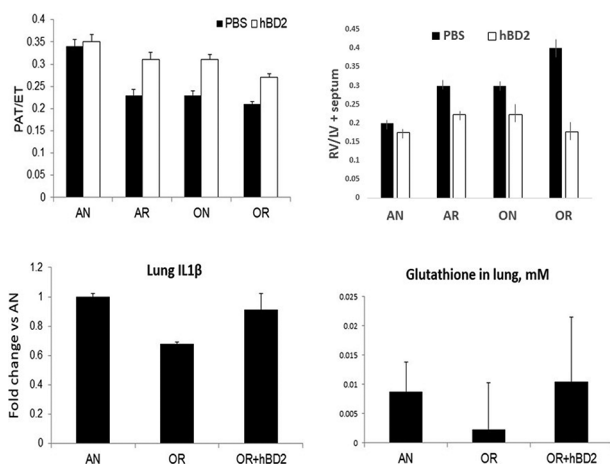 PBS hBD2
PAT/ET
0.4
0.35
0.3
0.25
0.2
0.15
0.1
0.05
0
AN AR ON OR
PBS hBD2
RV/LV + septum
0.45
0.4
0.35
0.3
0.25
0.2
0.15
0.1
0.05
0
AN AR ON OR
Lung IL1β
Fold change vs AN
1.2
1
0.8
0.6
0.4
0.2
0
AN OR OR+hBD2
Glutathione in lung, mM
0.025
0.02
0.015
0.01
0.005
0
AN OR OR+hBD2